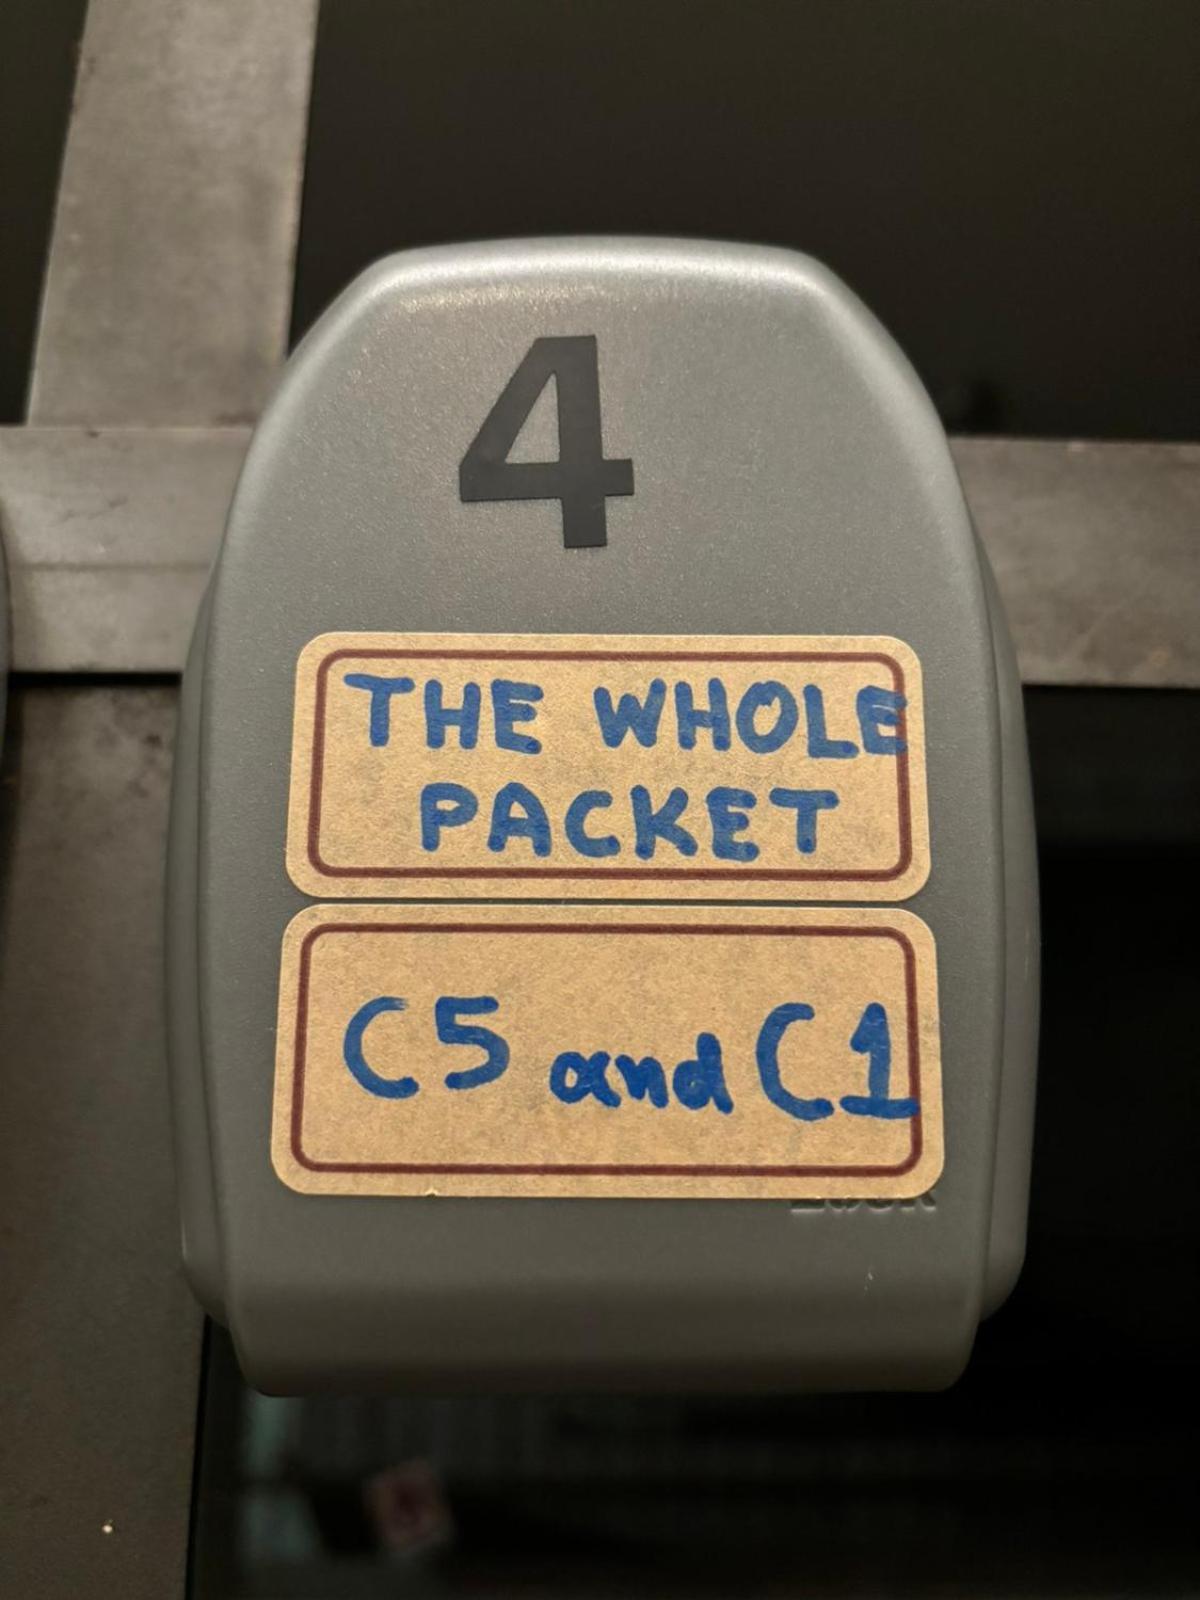 4
THE WHOLE
PACKET
C5 and C1